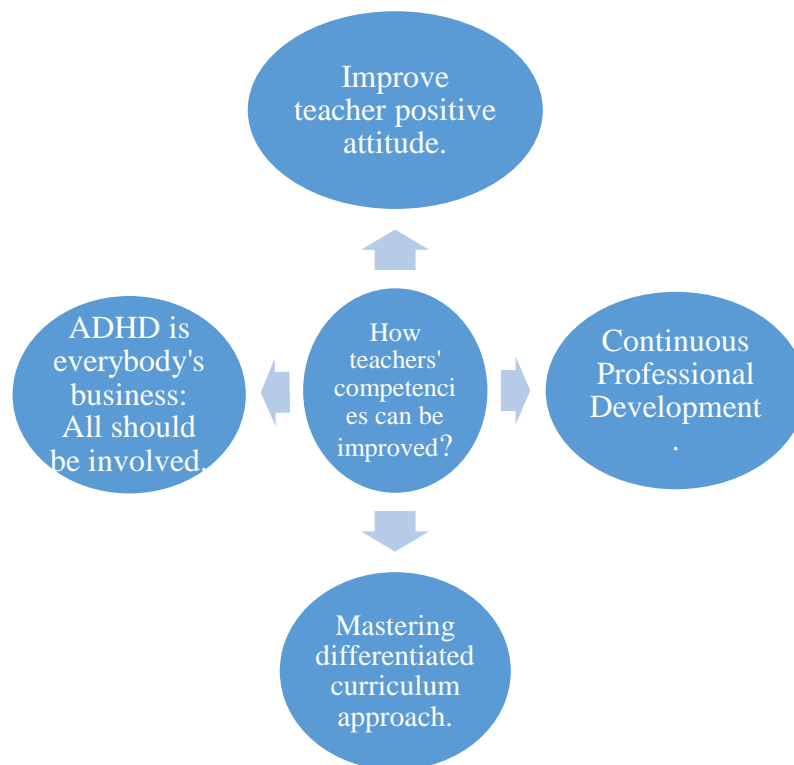 Improve
teacher positive
attitude.
ADHD is
everybody's
business:
All should
be involved.
How
teachers'
competenci
es can be
improved?
Continuous
Professional
Development
.
Mastering
differentiated
curriculum
approach.